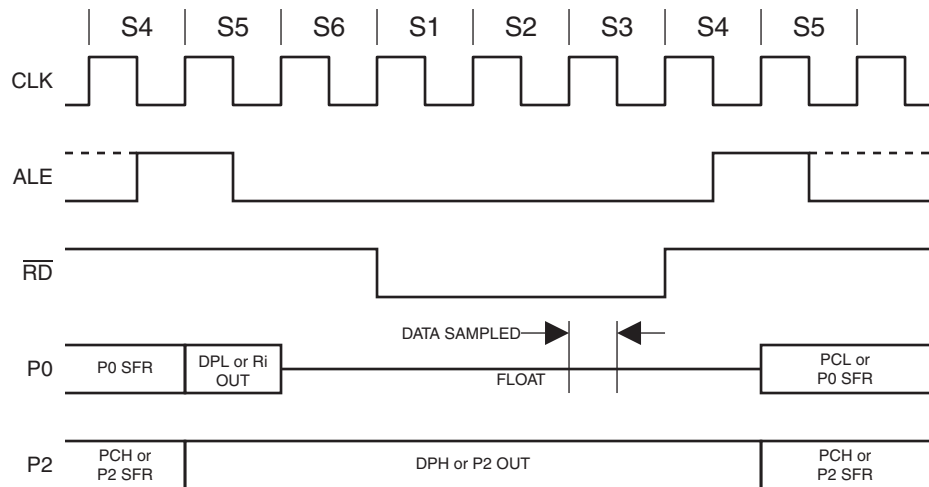 S4 S5 S6 S1 S2 S3 S4 S5
CLK
ALE
RD
DATA SAMPLED
P0
P0 SFR
DPL or Ri
OUT
FLOAT
PCL or
P0 SFR
P2
PCH or
P2 SFR
DPH or P2 OUT
PCH or
P2 SFR